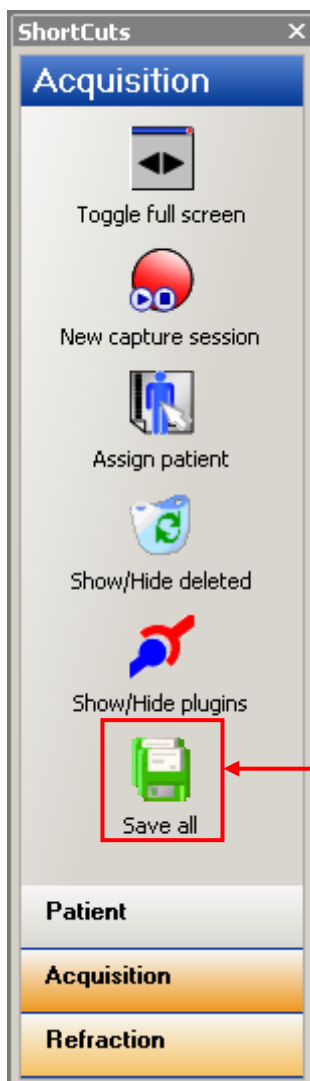 ShortCuts
Acquisition
Toggle full screen
New capture session
Assign patient
Show/Hide deleted
Show/Hide plugins
Save all
Patient
Acquisition
Refraction